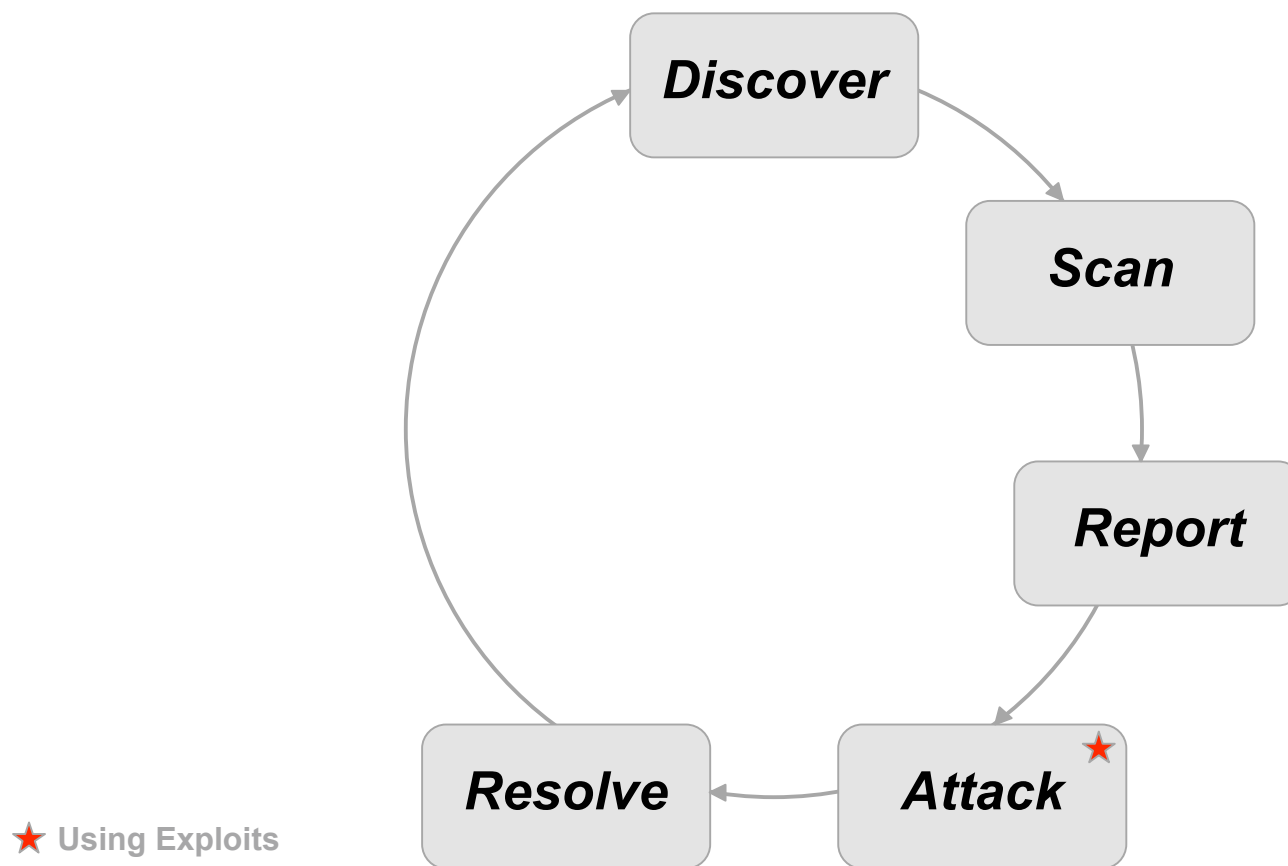 Discover
Scan
Report
Attack
Resolve
Using Exploits